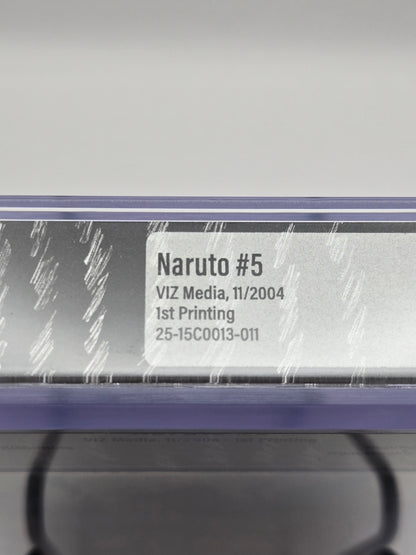 Naruto #5
VIZ Media, 11/2004
1st Printing
25-15C0013-011